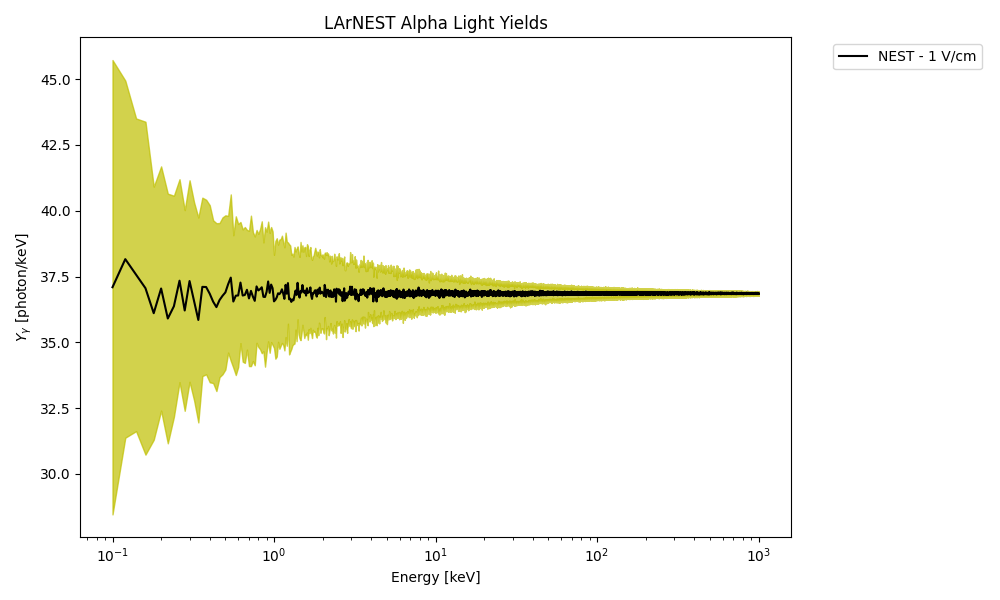 LArNEST Alpha Light Yields
NEST - 1 V/cm
Yγ [photon/keV]
45.0
42.5
40.0
37.5
35.0
32.5
30.0
10⁻¹ 10⁰ 10¹ 10² 10³
Energy [keV]